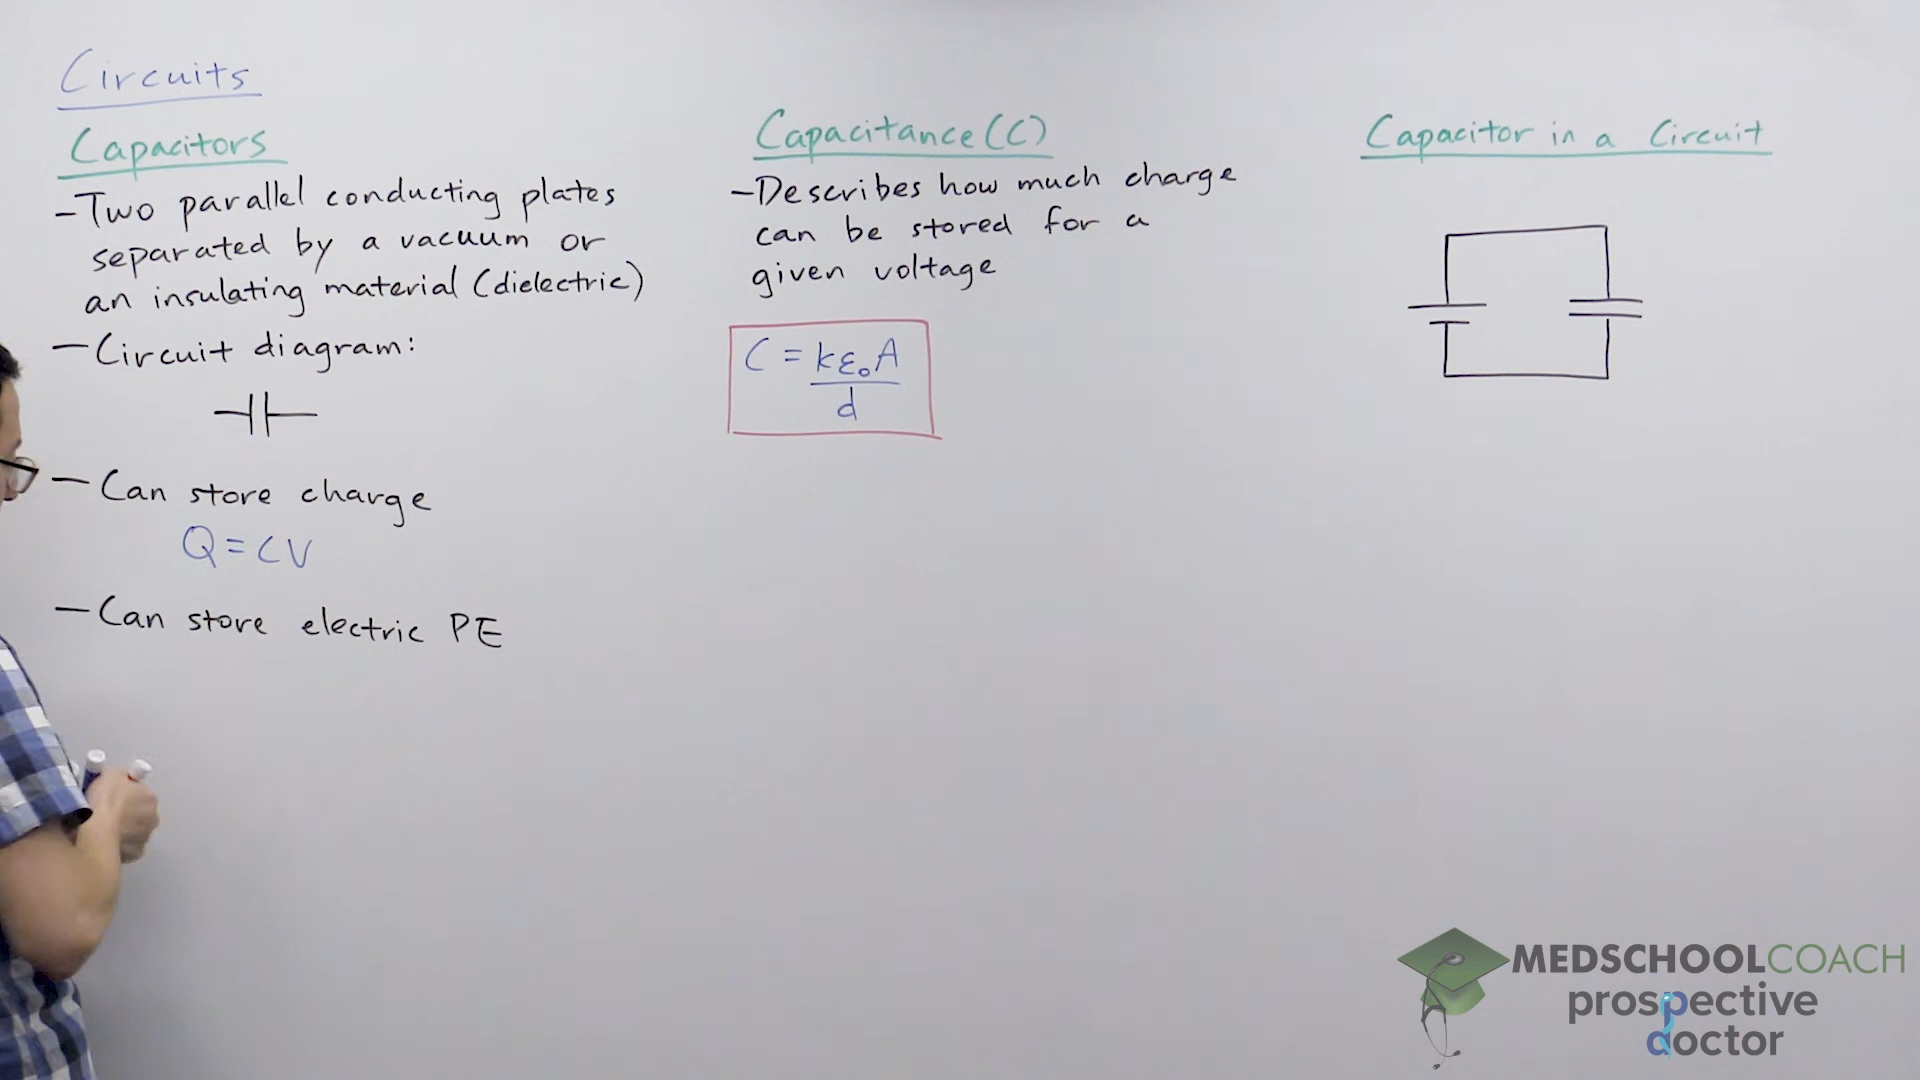 Circuits
Capacitors
- Two parallel conducting plates
separated by a vacuum or
an insulating material (dielectric)
- Circuit diagram:
- Can store charge
Q = CV
- Can store electric PE
Capacitance (C)
- Describes how much charge
can be stored for a
given voltage
C = kε₀A
d
Capacitor in a Circuit
MEDSCHOOLCOACH
prospective
doctor